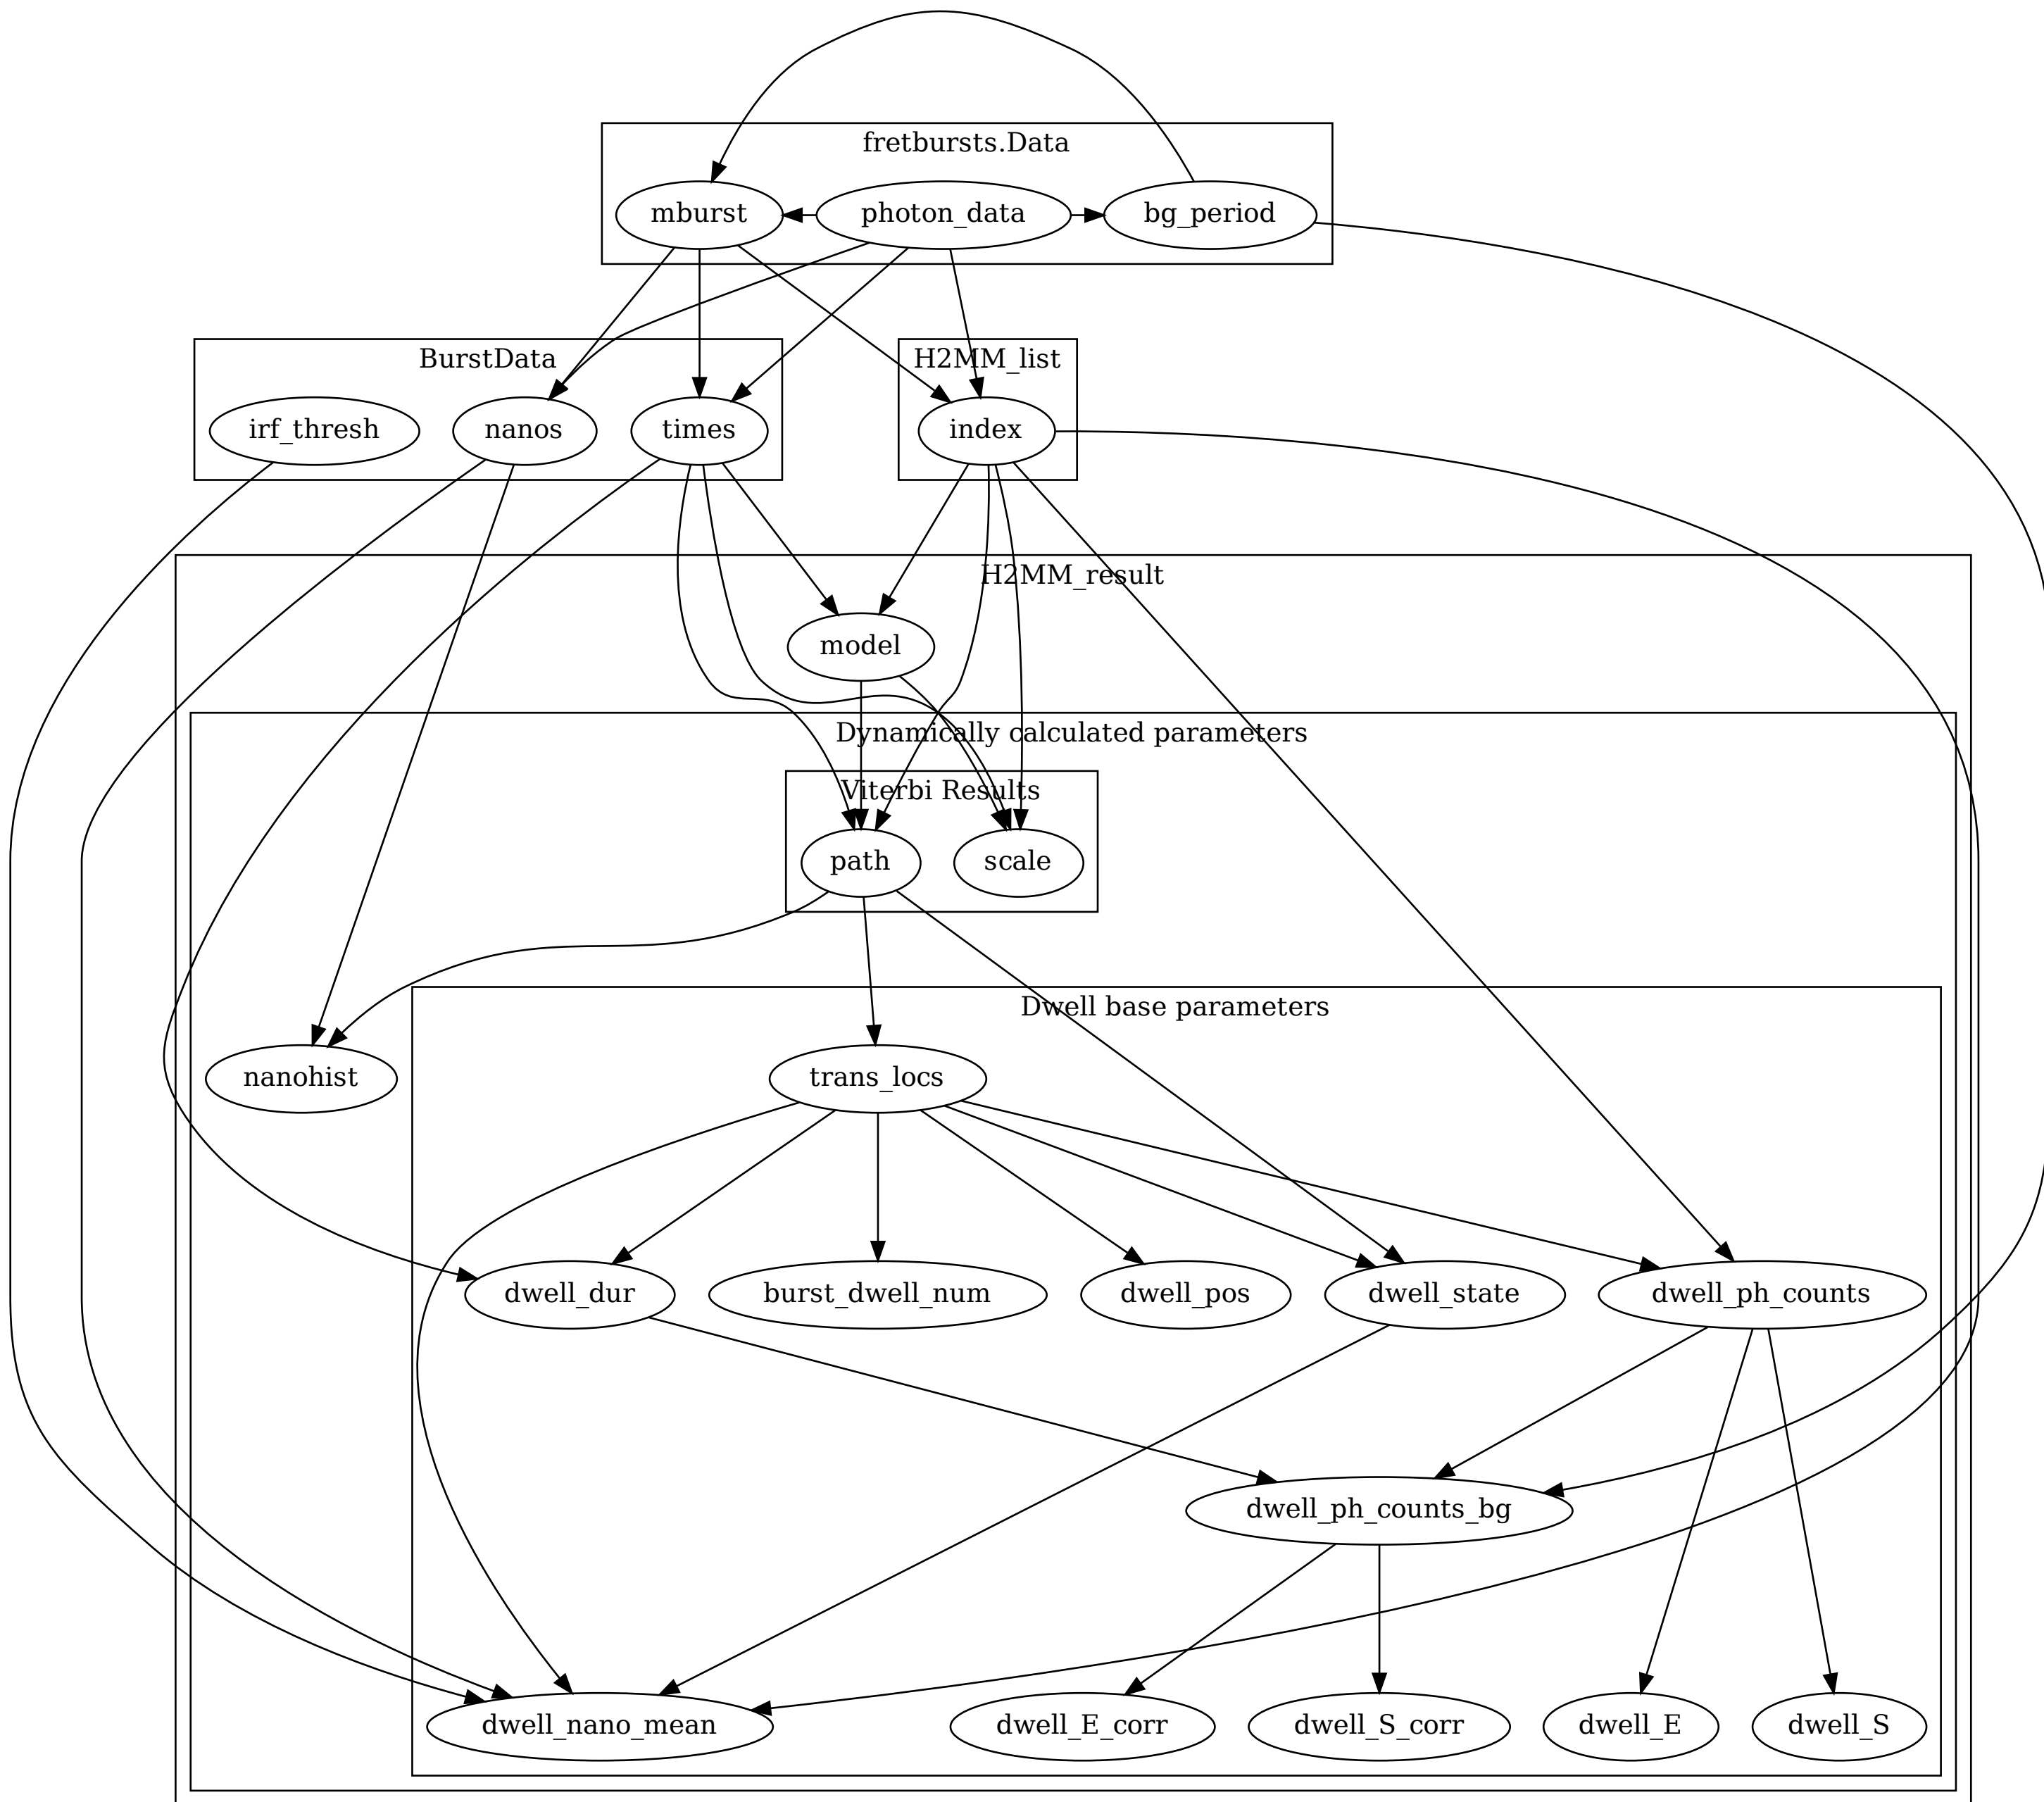 fretbursts.Data
mburst
photon_data
bg_period
BurstData
H2MM_list
irf_thresh
nanos
times
index
H2MM_result
model
Dynamically calculated parameters
Viterbi Results
path
scale
Dwell base parameters
nanohist
trans_locs
dwell_dur
burst_dwell_num
dwell_pos
dwell_state
dwell_ph_counts
dwell_ph_counts_bg
dwell_nano_mean
dwell_E_corr
dwell_S_corr
dwell_E
dwell_S